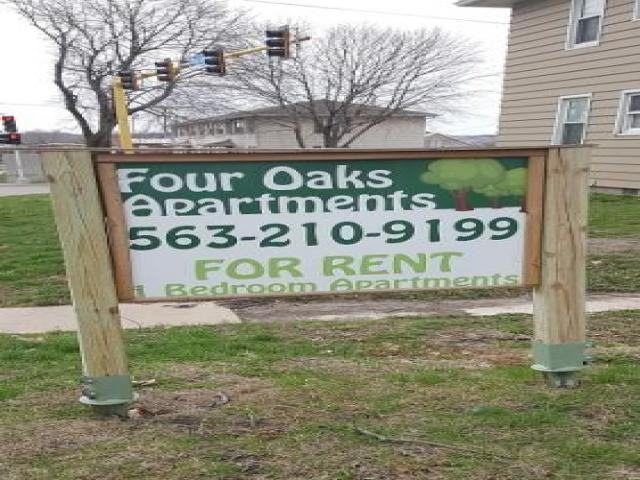 Four Oaks
Apartments
563-210-9199
FOR RENT
1 Bedroom Apartments